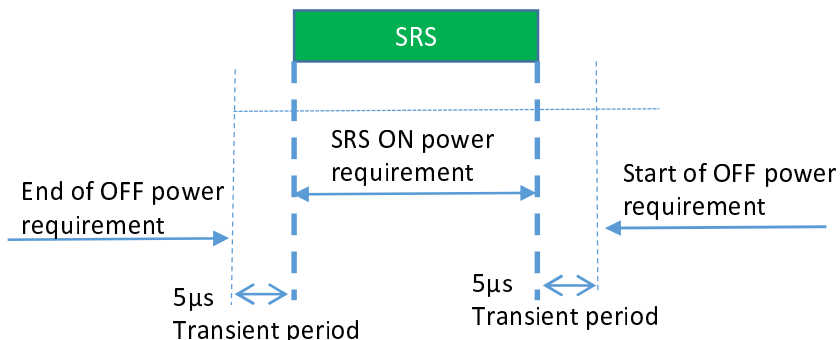 SRS
SRS ON power
requirement
End of OFF power
requirement
Start of OFF power
requirement
5μs
Transient period
5μs
Transient period